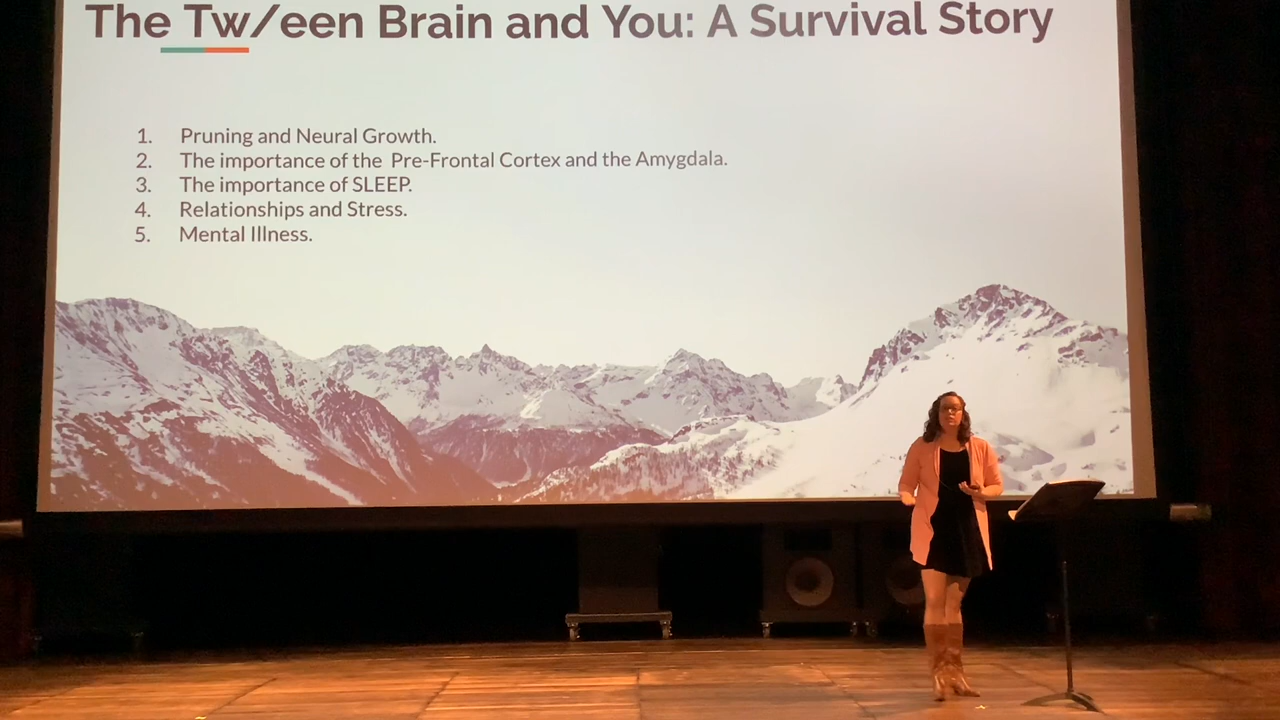 The Tw/een Brain and You: A Survival Story
1. Pruning and Neural Growth.
2. The importance of the Pre-Frontal Cortex and the Amygdala.
3. The importance of SLEEP.
4. Relationships and Stress.
5. Mental Illness.